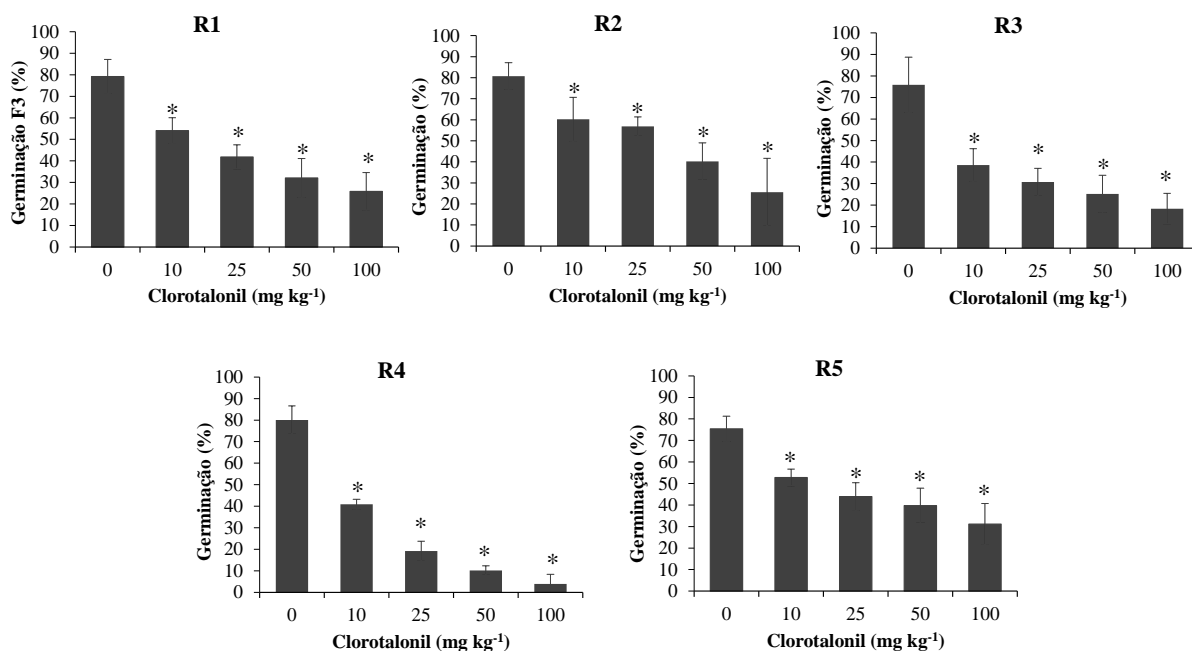 R1
Germinação F3 (%)
100
90
80
70
60
50
40
30
20
10
0
* * * *
0 10 25 50 100
Clorotalonil (mg kg-1)
R2
Germinação (%)
100
90
80
70
60
50
40
30
20
10
0
* * * *
0 10 25 50 100
Clorotalonil (mg kg-1)
R3
Germinação (%)
100
90
80
70
60
50
40
30
20
10
0
* * * *
0 10 25 50 100
Clorotalonil (mg kg-1)
R4
Germinação (%)
100
90
80
70
60
50
40
30
20
10
0
* * * *
0 10 25 50 100
Clorotalonil (mg kg-1)
R5
Germinação (%)
100
90
80
70
60
50
40
30
20
10
0
* * * *
0 10 25 50 100
Clorotalonil (mg kg-1)